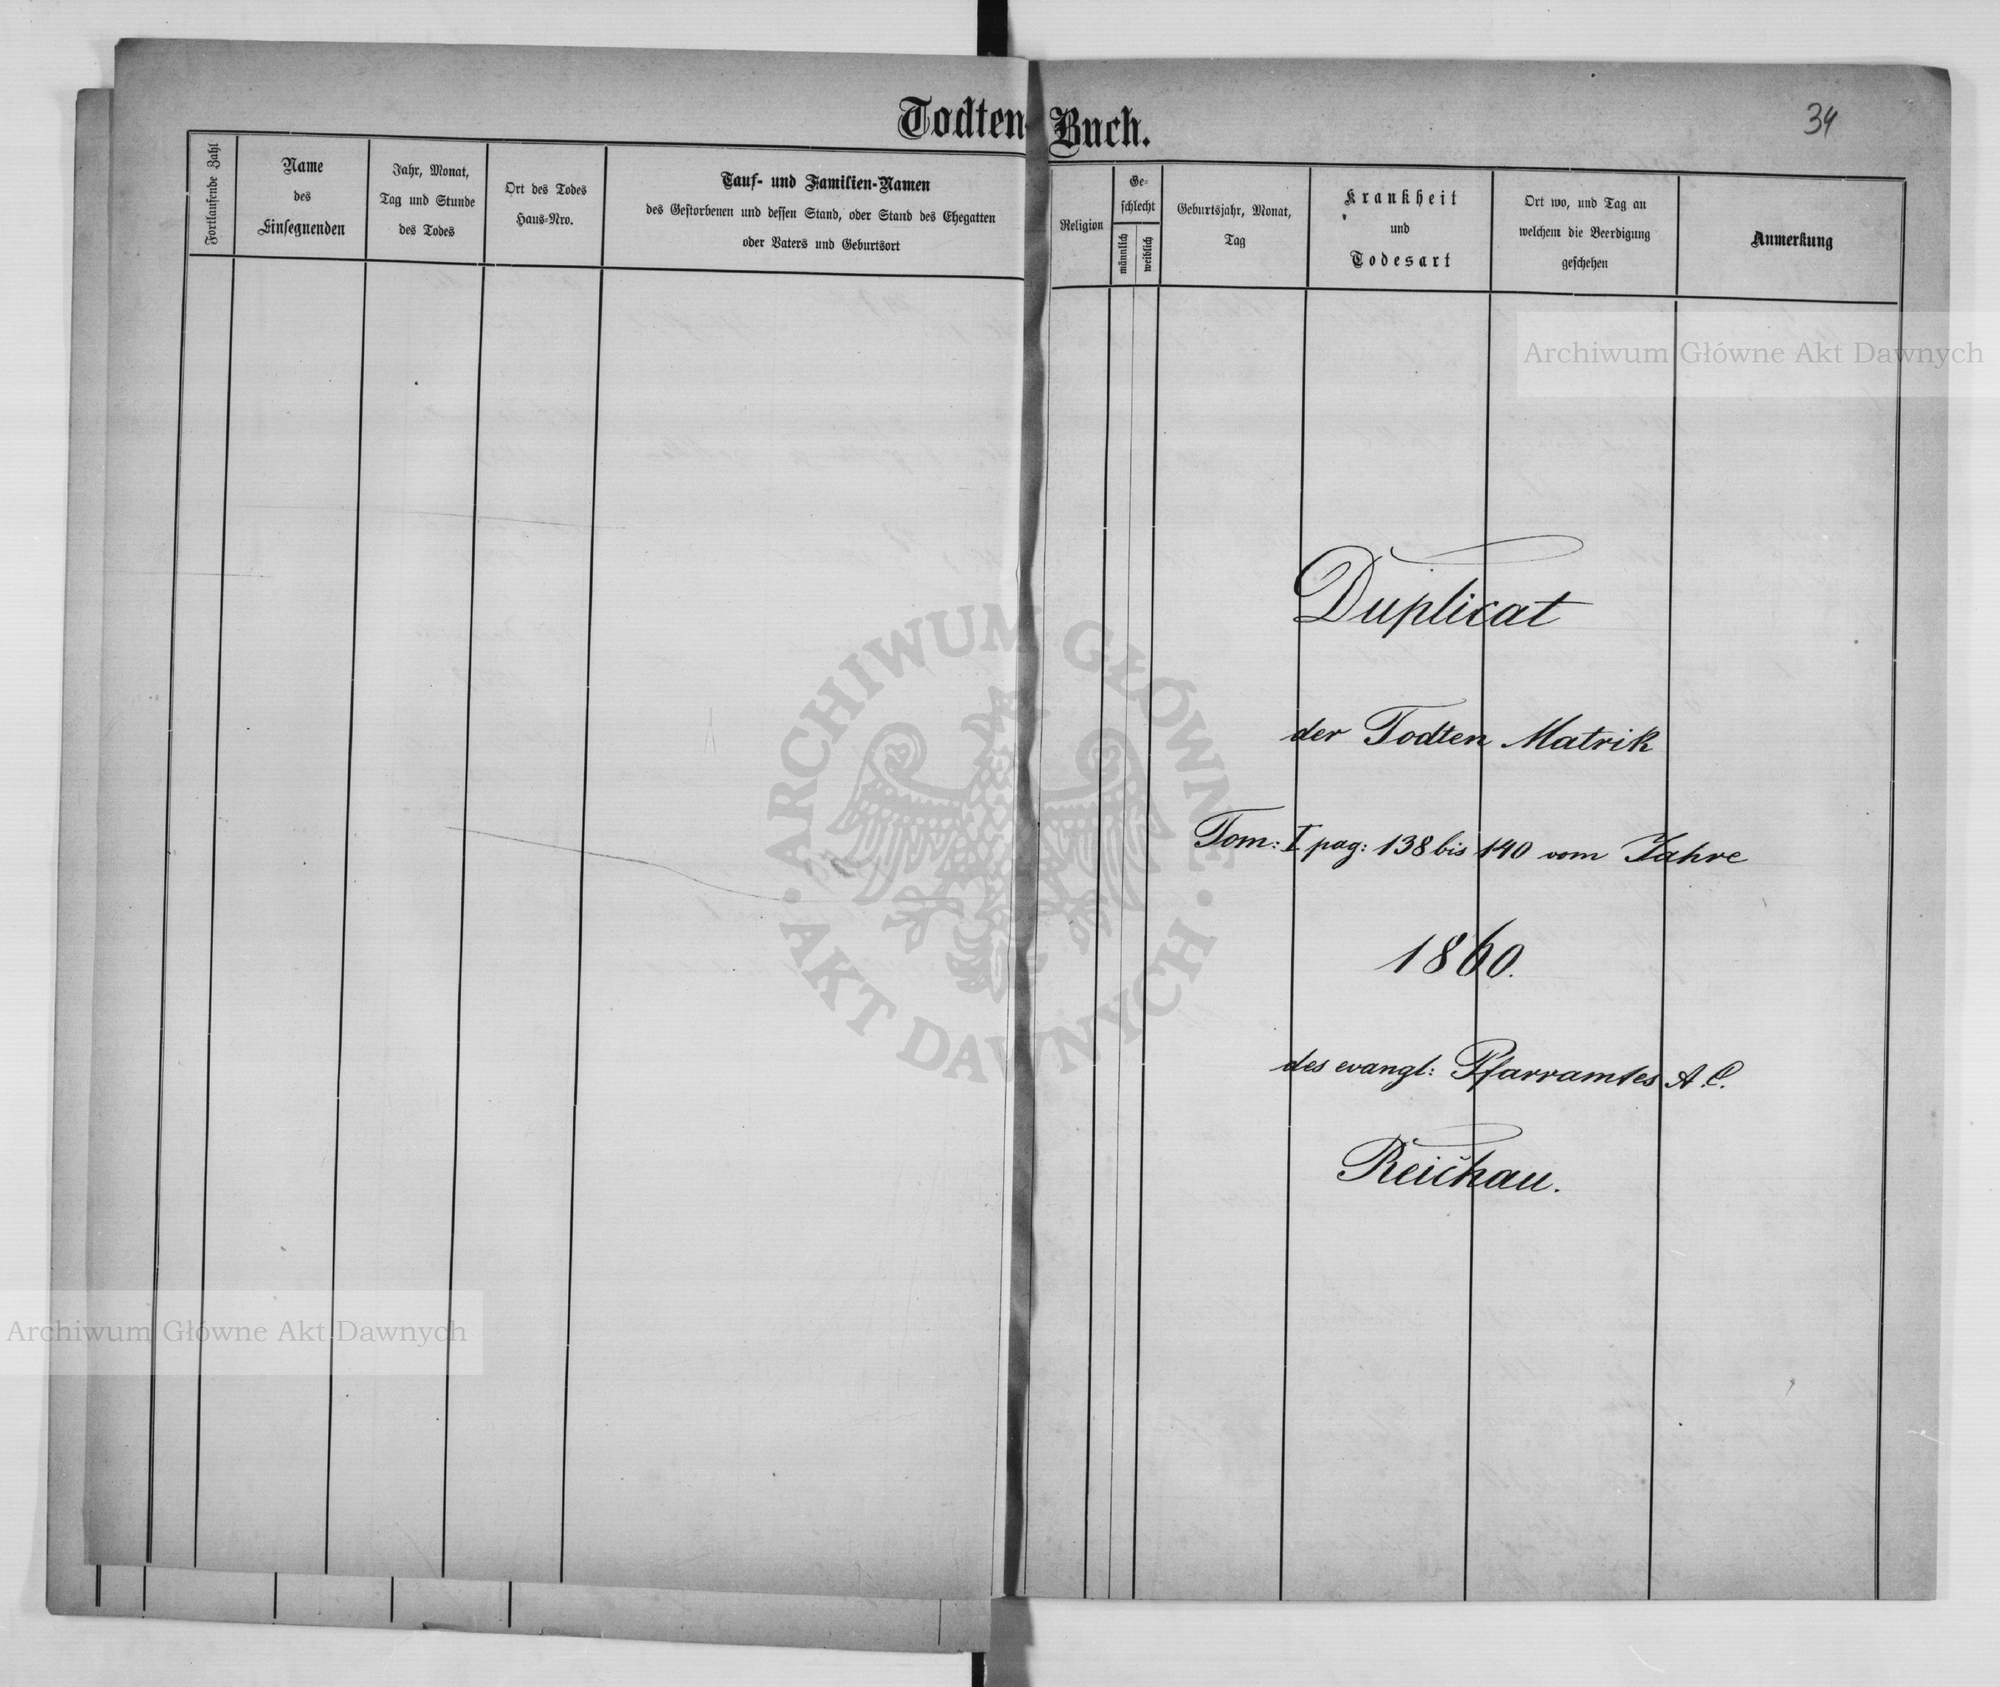 Todten-Buch.
34
Fortlaufende Zahl
Name
des
Einsegnenden
Jahr, Monat,
Tag und Stunde
des Todes
Ort des Todes
Haus-Nro.
Tauf- und Familien-Namen
des Gestorbenen und dessen Stand, oder Stand des Ehegatten
oder Vaters und Geburtsort
Religion
Ge-
schlecht
männlich
weiblich
Geburtsjahr, Monat,
Tag
Krankheit
und
Todesart
Ort wo, und Tag an
welchem die Beerdigung
geschehen
Anmerkung
Archiwum Główne Akt Dawnych
Duplicat
der Todten Matrik
Tom: I pag: 138 bis 140 vom Jahre
1860.
des evangl: Pfarramtes A. C.
Reichau.
ARCHIWUM GŁÓWNE
AKT DAWNYCH
Archiwum Główne Akt Dawnych